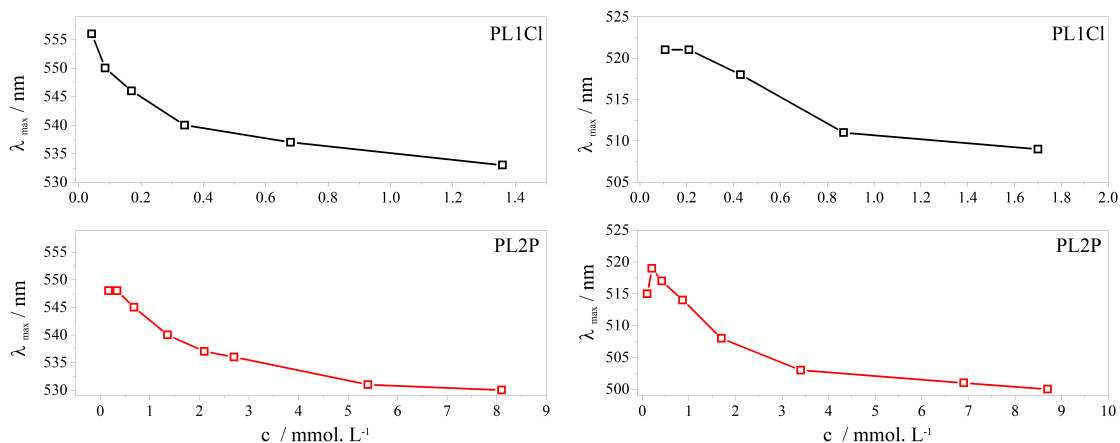 PL1Cl
λ max / nm
555
550
545
540
535
530
0.0 0.2 0.4 0.6 0.8 1.0 1.2 1.4
PL1Cl
λ max / nm
525
520
515
510
505
0.0 0.2 0.4 0.6 0.8 1.0 1.2 1.4 1.6 1.8 2.0
PL2P
λ max / nm
555
550
545
540
535
530
0 1 2 3 4 5 6 7 8 9
c / mmol. L-1
PL2P
λ max / nm
525
520
515
510
505
500
0 1 2 3 4 5 6 7 8 9 10
c / mmol. L-1